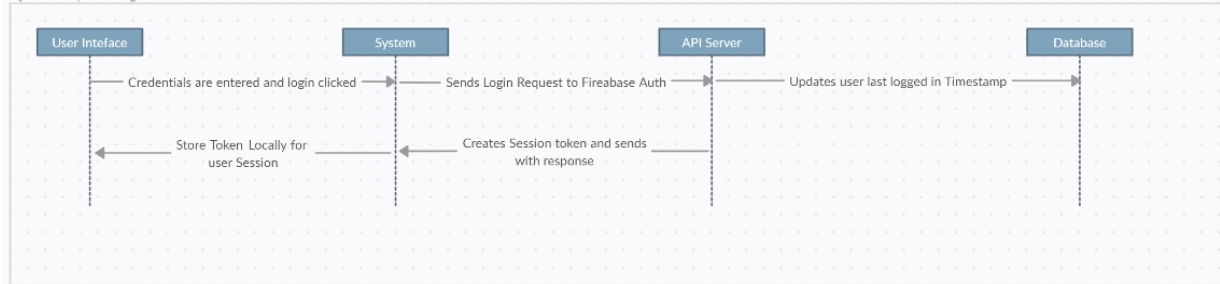 User Inteface
System
API Server
Database
Credentials are entered and login clicked
Sends Login Request to Fireabase Auth
Updates user last logged in Timestamp
Store Token Locally for
user Session
Creates Session token and sends
with response